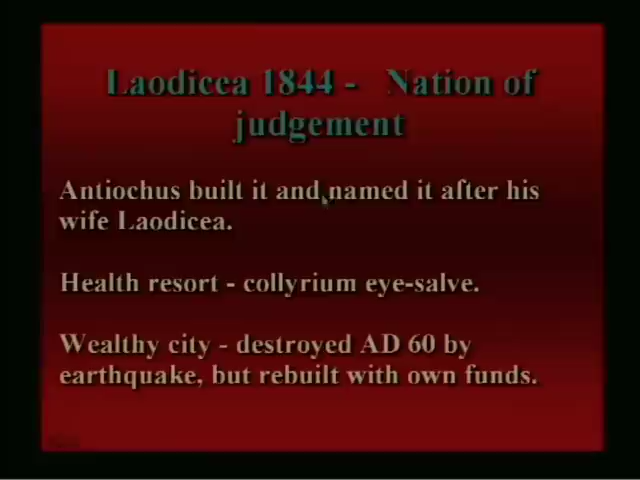 Laodicea 1844 - Nation of
judgement
Antiochus built it and named it after his
wife Laodicea.
Health resort - collyrium eye-salve.
Wealthy city - destroyed AD 60 by
earthquake, but rebuilt with own funds.